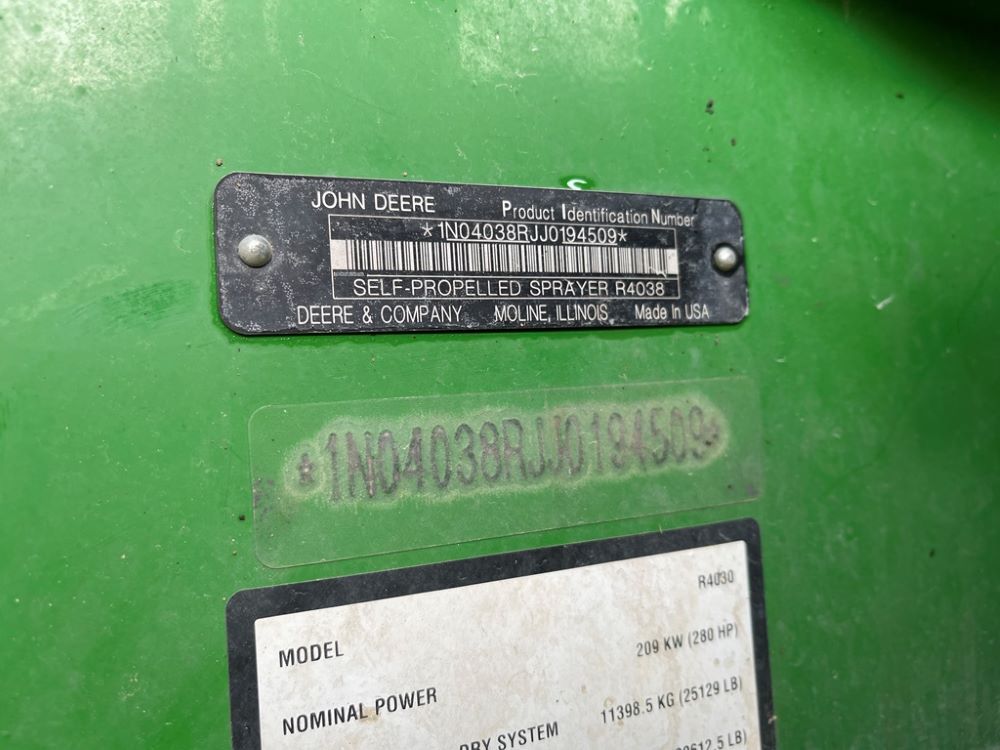 JOHN DEERE Product Identification Number
*1N04038RJJ0194509*
SELF-PROPELLED SPRAYER R4038
DEERE & COMPANY MOLINE, ILLINOIS Made In USA
*1N04038RJJ0194509*
MODEL R4030
NOMINAL POWER 209 KW (280 HP)
DRY SYSTEM 11398.5 KG (25129 LB)